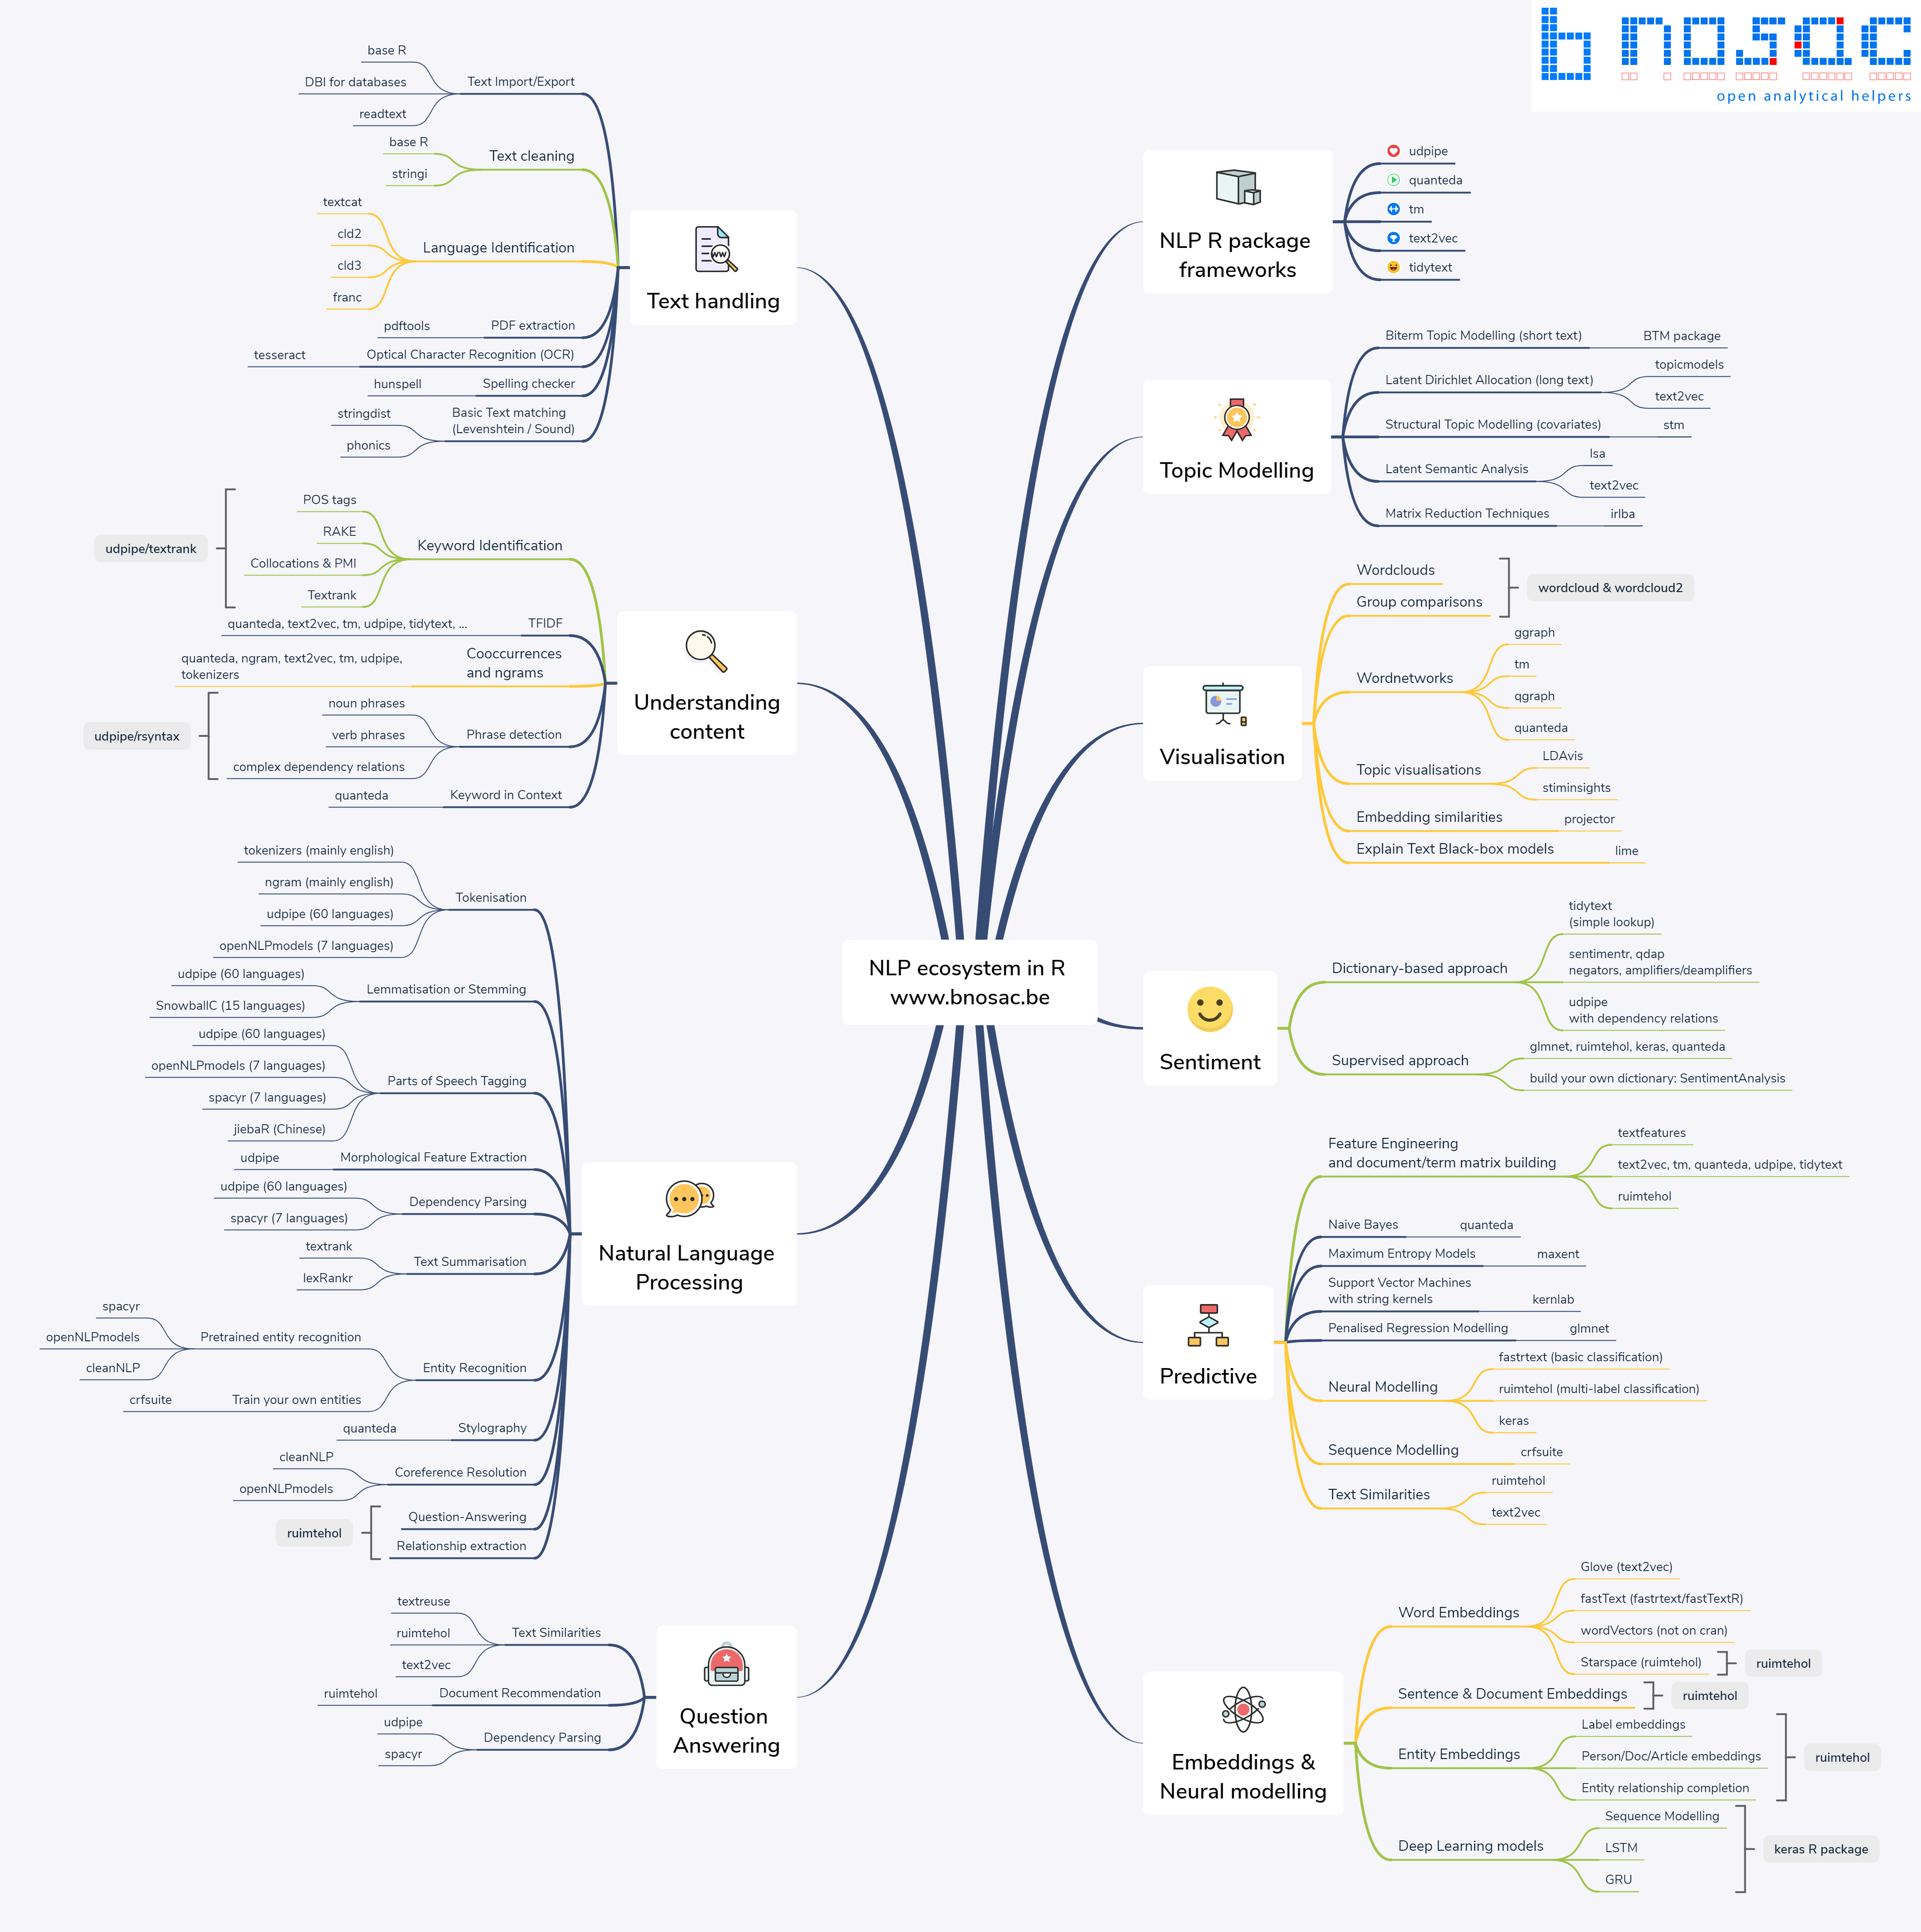 bnosac
open analytical helpers
NLP ecosystem in R
www.bnosac.be
Text handling
Text Import/Export
base R
DBI for databases
readtext
Text cleaning
base R
stringi
Language Identification
textcat
cld2
cld3
franc
PDF extraction
pdftools
Optical Character Recognition (OCR)
tesseract
Spelling checker
hunspell
Basic Text matching
(Levenshtein / Sound)
stringdist
phonics
Understanding
content
Keyword Identification
POS tags
RAKE
Collocations & PMI
Textrank
udpipe/textrank
TFIDF
quanteda, text2vec, tm, udpipe, tidytext, ...
Cooccurrences
and ngrams
quanteda, ngram, text2vec, tm, udpipe,
tokenizers
Phrase detection
noun phrases
verb phrases
complex dependency relations
udpipe/rsyntax
Keyword in Context
quanteda
Natural Language
Processing
Tokenisation
tokenizers (mainly english)
ngram (mainly english)
udpipe (60 languages)
openNLPmodels (7 languages)
Lemmatisation or Stemming
udpipe (60 languages)
SnowballC (15 languages)
Parts of Speech Tagging
udpipe (60 languages)
openNLPmodels (7 languages)
spacyr (7 languages)
jiebaR (Chinese)
Morphological Feature Extraction
udpipe
Dependency Parsing
udpipe (60 languages)
spacyr (7 languages)
Text Summarisation
textrank
lexRankr
Entity Recognition
Pretrained entity recognition
spacyr
openNLPmodels
cleanNLP
Train your own entities
crfsuite
Stylography
quanteda
Coreference Resolution
cleanNLP
openNLPmodels
Question-Answering
Relationship extraction
ruimtehol
Question
Answering
Text Similarities
textreuse
ruimtehol
text2vec
Document Recommendation
ruimtehol
Dependency Parsing
udpipe
spacyr
NLP R package
frameworks
udpipe
quanteda
tm
text2vec
tidytext
Topic Modelling
Biterm Topic Modelling (short text)
BTM package
Latent Dirichlet Allocation (long text)
topicmodels
text2vec
Structural Topic Modelling (covariates)
stm
Latent Semantic Analysis
lsa
text2vec
Matrix Reduction Techniques
irlba
Visualisation
Wordclouds
Group comparisons
wordcloud & wordcloud2
Wordnetworks
ggraph
tm
qgraph
quanteda
Topic visualisations
LDAvis
stiminsights
Embedding similarities
projector
Explain Text Black-box models
lime
Sentiment
Dictionary-based approach
tidytext
(simple lookup)
sentimentr, qdap
negators, amplifiers/deamplifiers
udpipe
with dependency relations
Supervised approach
glmnet, ruimtehol, keras, quanteda
build your own dictionary: SentimentAnalysis
Predictive
Feature Engineering
and document/term matrix building
textfeatures
text2vec, tm, quanteda, udpipe, tidytext
ruimtehol
Naive Bayes
quanteda
Maximum Entropy Models
maxent
Support Vector Machines
with string kernels
kernlab
Penalised Regression Modelling
glmnet
Neural Modelling
fastrtext (basic classification)
ruimtehol (multi-label classification)
keras
Sequence Modelling
crfsuite
Text Similarities
ruimtehol
text2vec
Embeddings &
Neural modelling
Word Embeddings
Glove (text2vec)
fastText (fastrtext/fastTextR)
wordVectors (not on cran)
Starspace (ruimtehol)
ruimtehol
Sentence & Document Embeddings
ruimtehol
Entity Embeddings
Label embeddings
Person/Doc/Article embeddings
Entity relationship completion
ruimtehol
Deep Learning models
Sequence Modelling
LSTM
GRU
keras R package